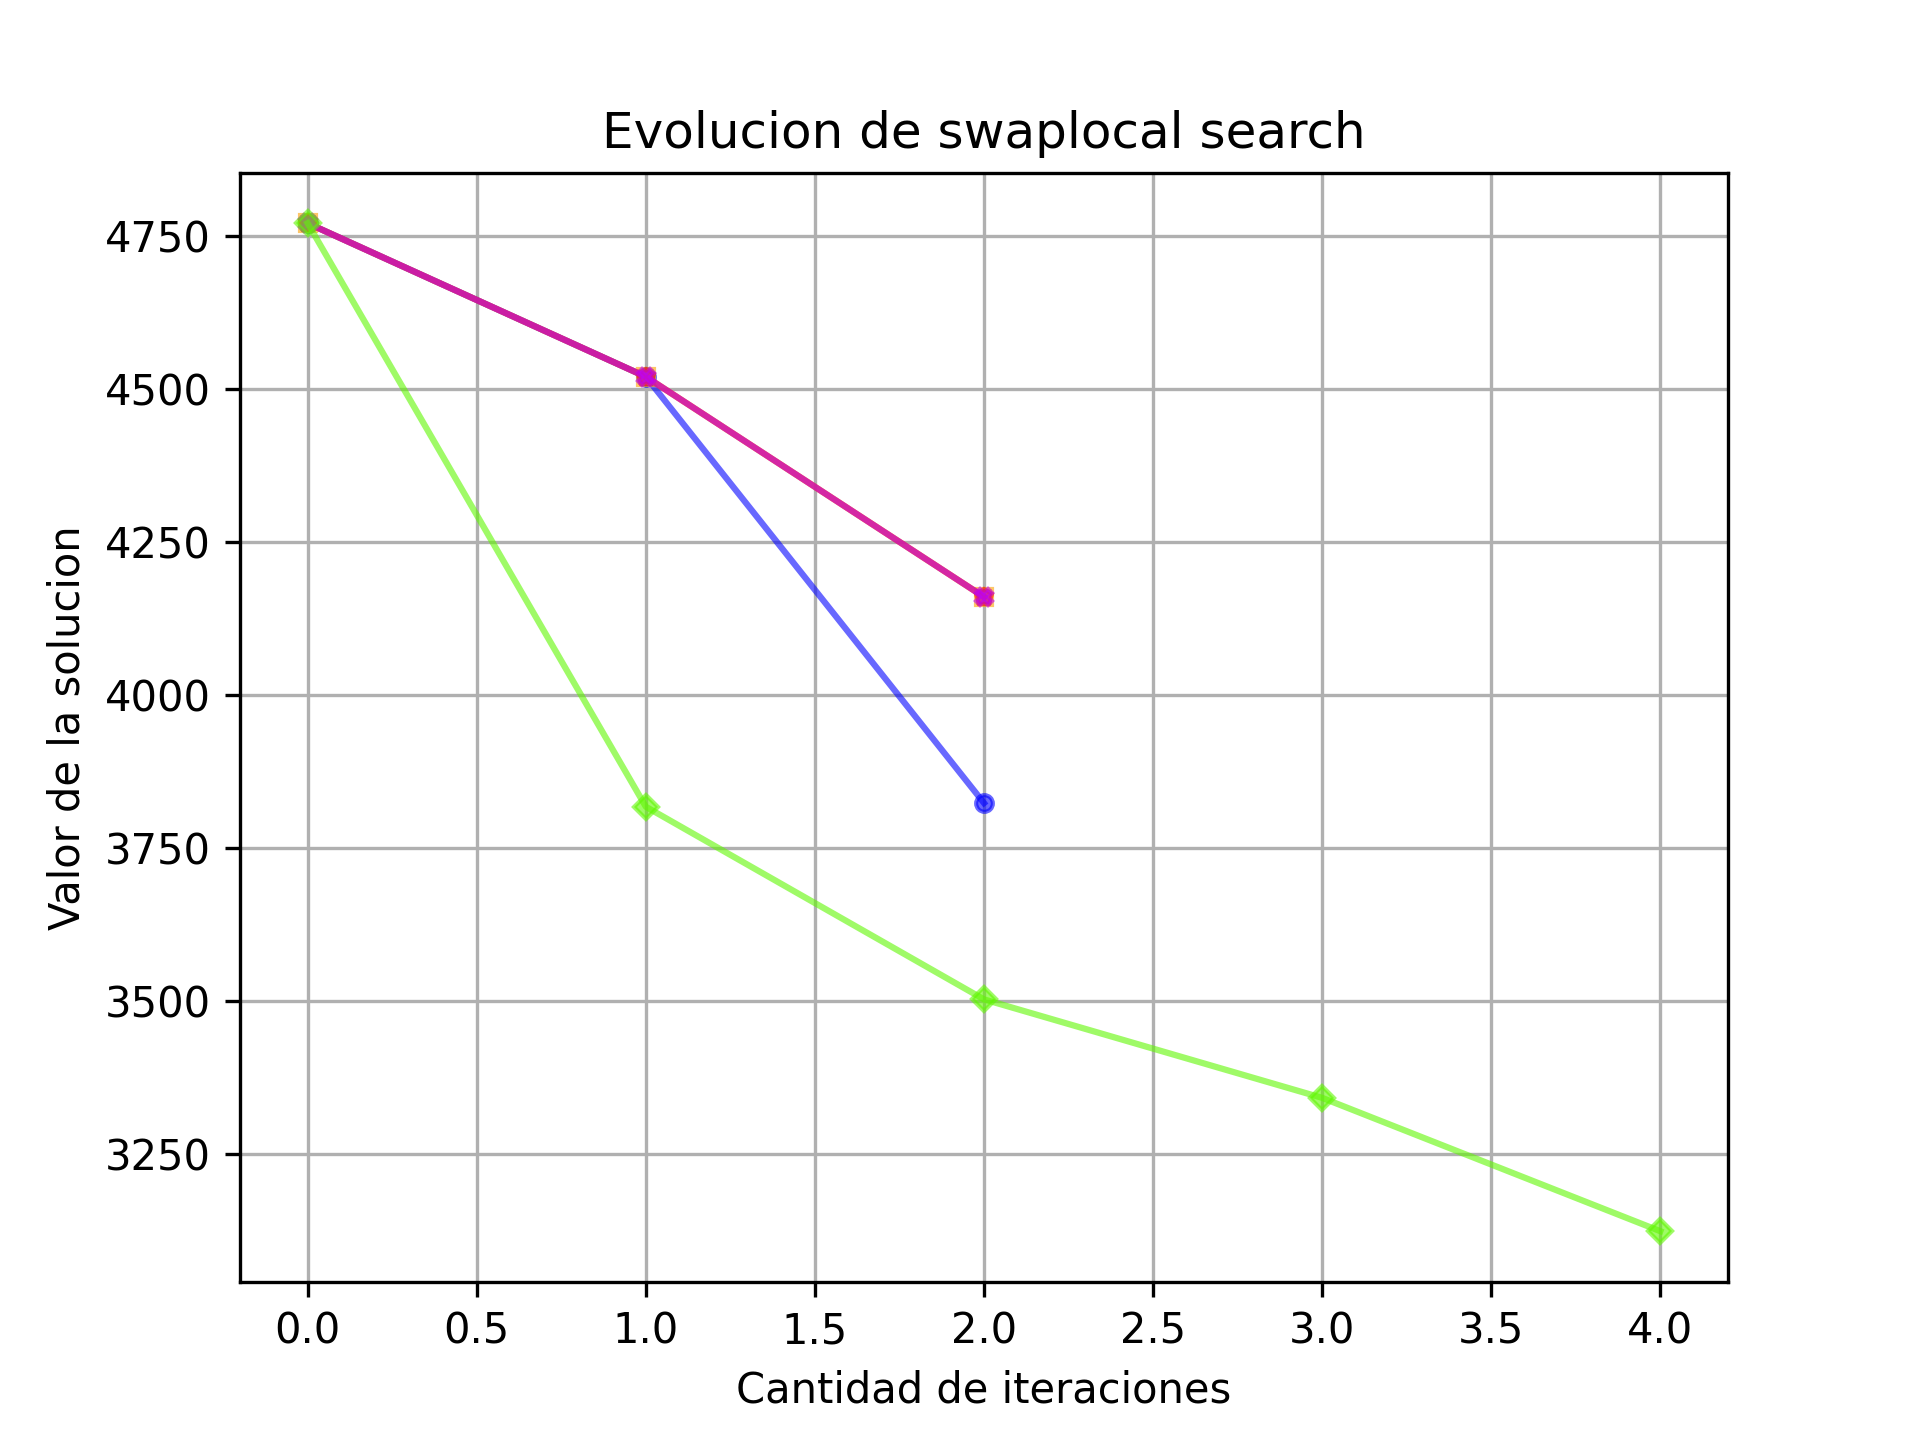 Evolucion de swaplocal search
Valor de la solucion
4750
4500
4250
4000
3750
3500
3250
0.0 0.5 1.0 1.5 2.0 2.5 3.0 3.5 4.0
Cantidad de iteraciones